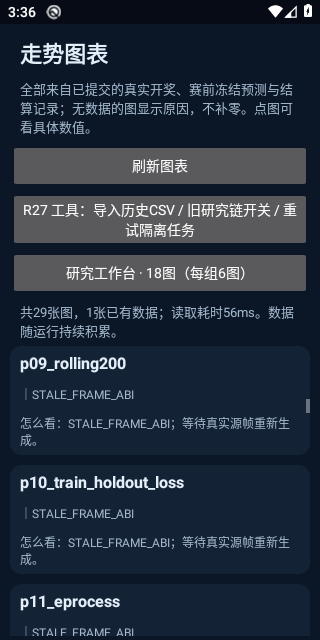 3:36
走势图表
全部来自已提交的真实开奖、赛前冻结预测与结
算记录；无数据的图显示原因，不补零。点图可
看具体数值。
刷新图表
R27 工具：导入历史CSV / 旧研究链开关 / 重
试隔离任务
研究工作台 · 18图（每组6图）
共29张图，1张已有数据；读取耗时56ms。数据
随运行持续积累。
p09_rolling200
｜STALE_FRAME_ABI
怎么看：STALE_FRAME_ABI；等待真实源帧重新生
成。
p10_train_holdout_loss
｜STALE_FRAME_ABI
怎么看：STALE_FRAME_ABI；等待真实源帧重新生
成。
p11_eprocess
｜STALE_FRAME_ABI